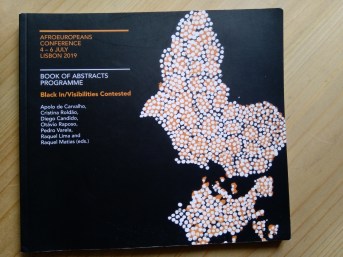 AFROEUROPEANS
CONFERENCE
4 – 6 JULY
LISBON 2019
BOOK OF ABSTRACTS
PROGRAMME
Black In/Visibilities Contested
Apolo de Carvalho,
Cristina Roldão,
Diego Candido,
Otávio Raposo,
Pedro Varela,
Raquel Lima and
Raquel Matias (eds.)